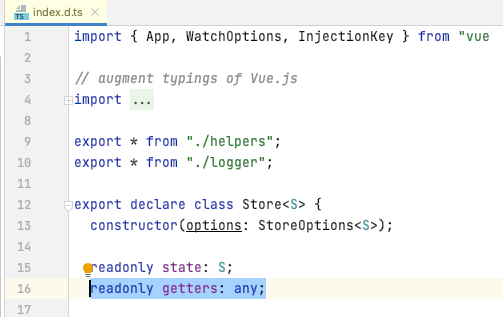 index.d.ts
1 import { App, WatchOptions, InjectionKey } from "vue"
2
3 // augment typings of Vue.js
4 import ...
8
9 export * from "./helpers";
10 export * from "./logger";
11
12 export declare class Store<S> {
13 constructor(options: StoreOptions<S>);
14
15 readonly state: S;
16 readonly getters: any;
17